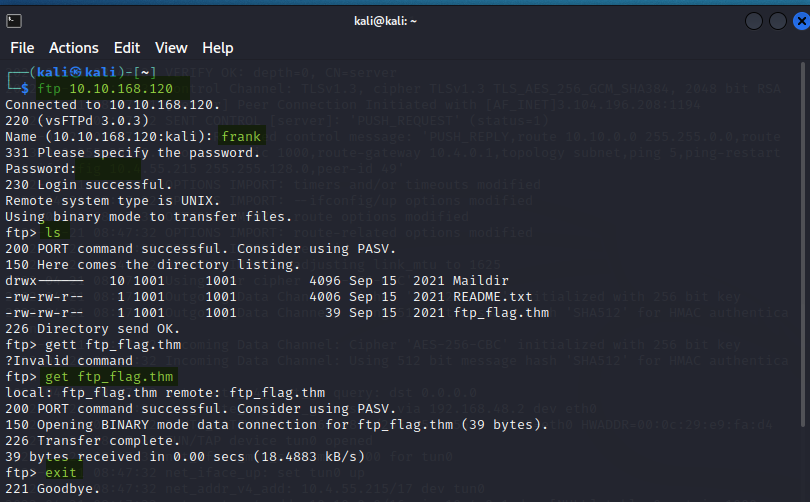 kali@kali: ~
File Actions Edit View Help
┌──(kali㉿kali)-[~]
└─$ ftp 10.10.168.120
Connected to 10.10.168.120.
220 (vsFTPd 3.0.3)
Name (10.10.168.120:kali): frank
331 Please specify the password.
Password:
230 Login successful.
Remote system type is UNIX.
Using binary mode to transfer files.
ftp> ls
200 PORT command successful. Consider using PASV.
150 Here comes the directory listing.
drwx------ 10 1001 1001 4096 Sep 15 2021 Maildir
-rw-rw-r-- 1 1001 1001 4006 Sep 15 2021 README.txt
-rw-rw-r-- 1 1001 1001 39 Sep 15 2021 ftp_flag.thm
226 Directory send OK.
ftp> gett ftp_flag.thm
?Invalid command
ftp> get ftp_flag.thm
local: ftp_flag.thm remote: ftp_flag.thm
200 PORT command successful. Consider using PASV.
150 Opening BINARY mode data connection for ftp_flag.thm (39 bytes).
226 Transfer complete.
39 bytes received in 0.00 secs (18.4883 kB/s)
ftp> exit
221 Goodbye.